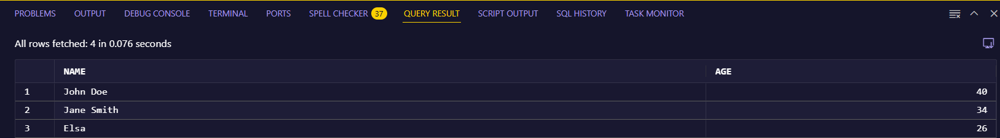 PROBLEMS OUTPUT DEBUG CONSOLE TERMINAL PORTS SPELL CHECKER 37 QUERY RESULT SCRIPT OUTPUT SQL HISTORY TASK MONITOR
All rows fetched: 4 in 0.076 seconds
NAME AGE
1 John Doe 40
2 Jane Smith 34
3 Elsa 26